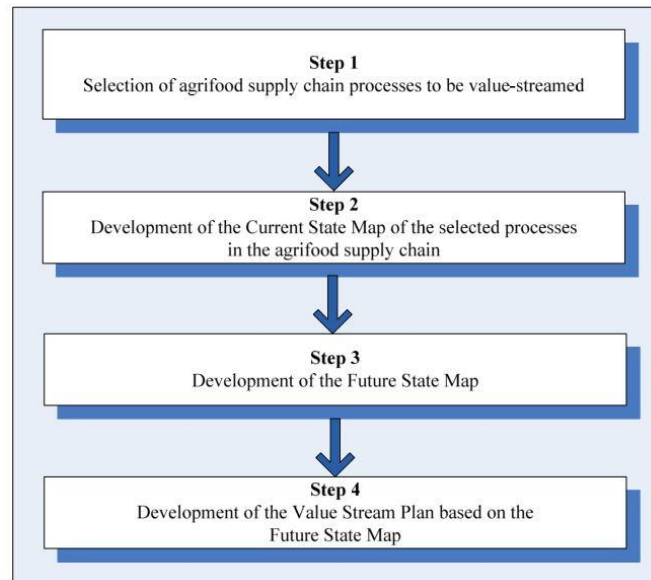 Step 1
Selection of agrifood supply chain processes to be value-streamed
Step 2
Development of the Current State Map of the selected processes
in the agrifood supply chain
Step 3
Development of the Future State Map
Step 4
Development of the Value Stream Plan based on the
Future State Map